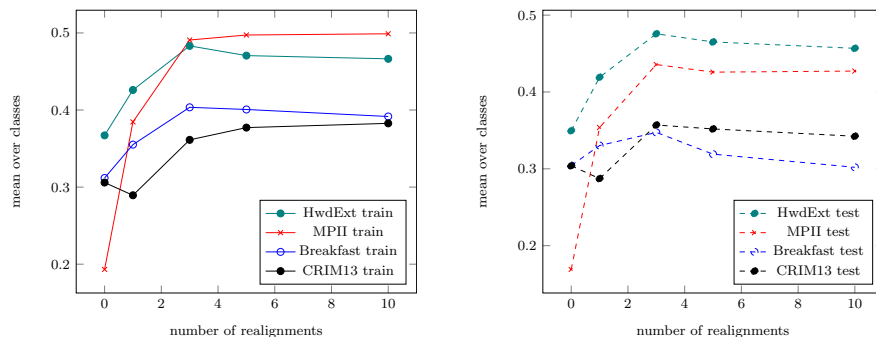 0.5
0.4
0.3
0.2
mean over classes
0 2 4 6 8 10
number of realignments
HwdExt train
MPII train
Breakfast train
CRIM13 train
0.5
0.4
0.3
0.2
mean over classes
0 2 4 6 8 10
number of realignments
HwdExt test
MPII test
Breakfast test
CRIM13 test